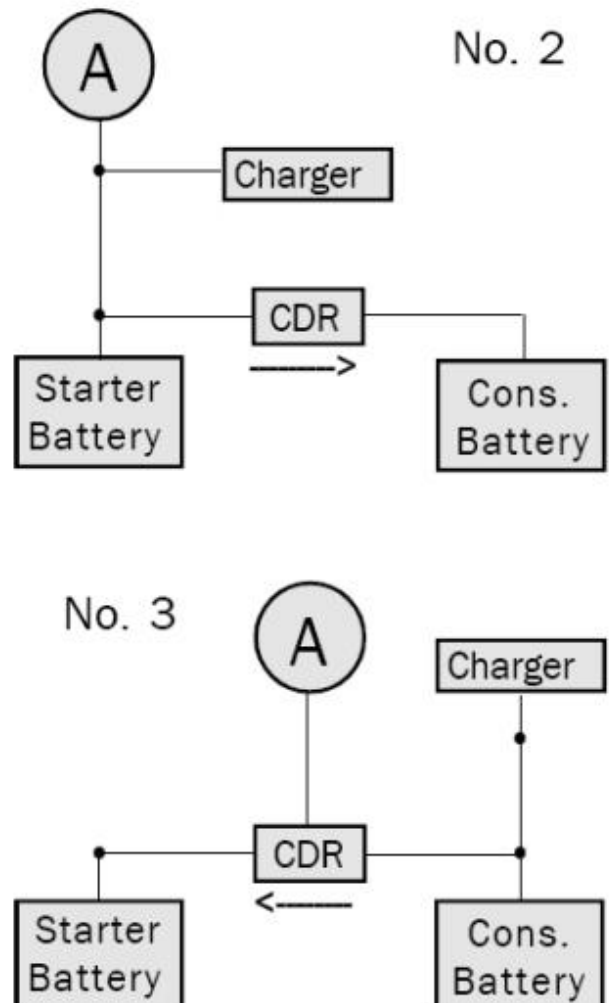 A
No. 2
Charger
CDR
-------->
Starter
Battery
Cons.
Battery
No. 3
A
Charger
CDR
<-------
Starter
Battery
Cons.
Battery